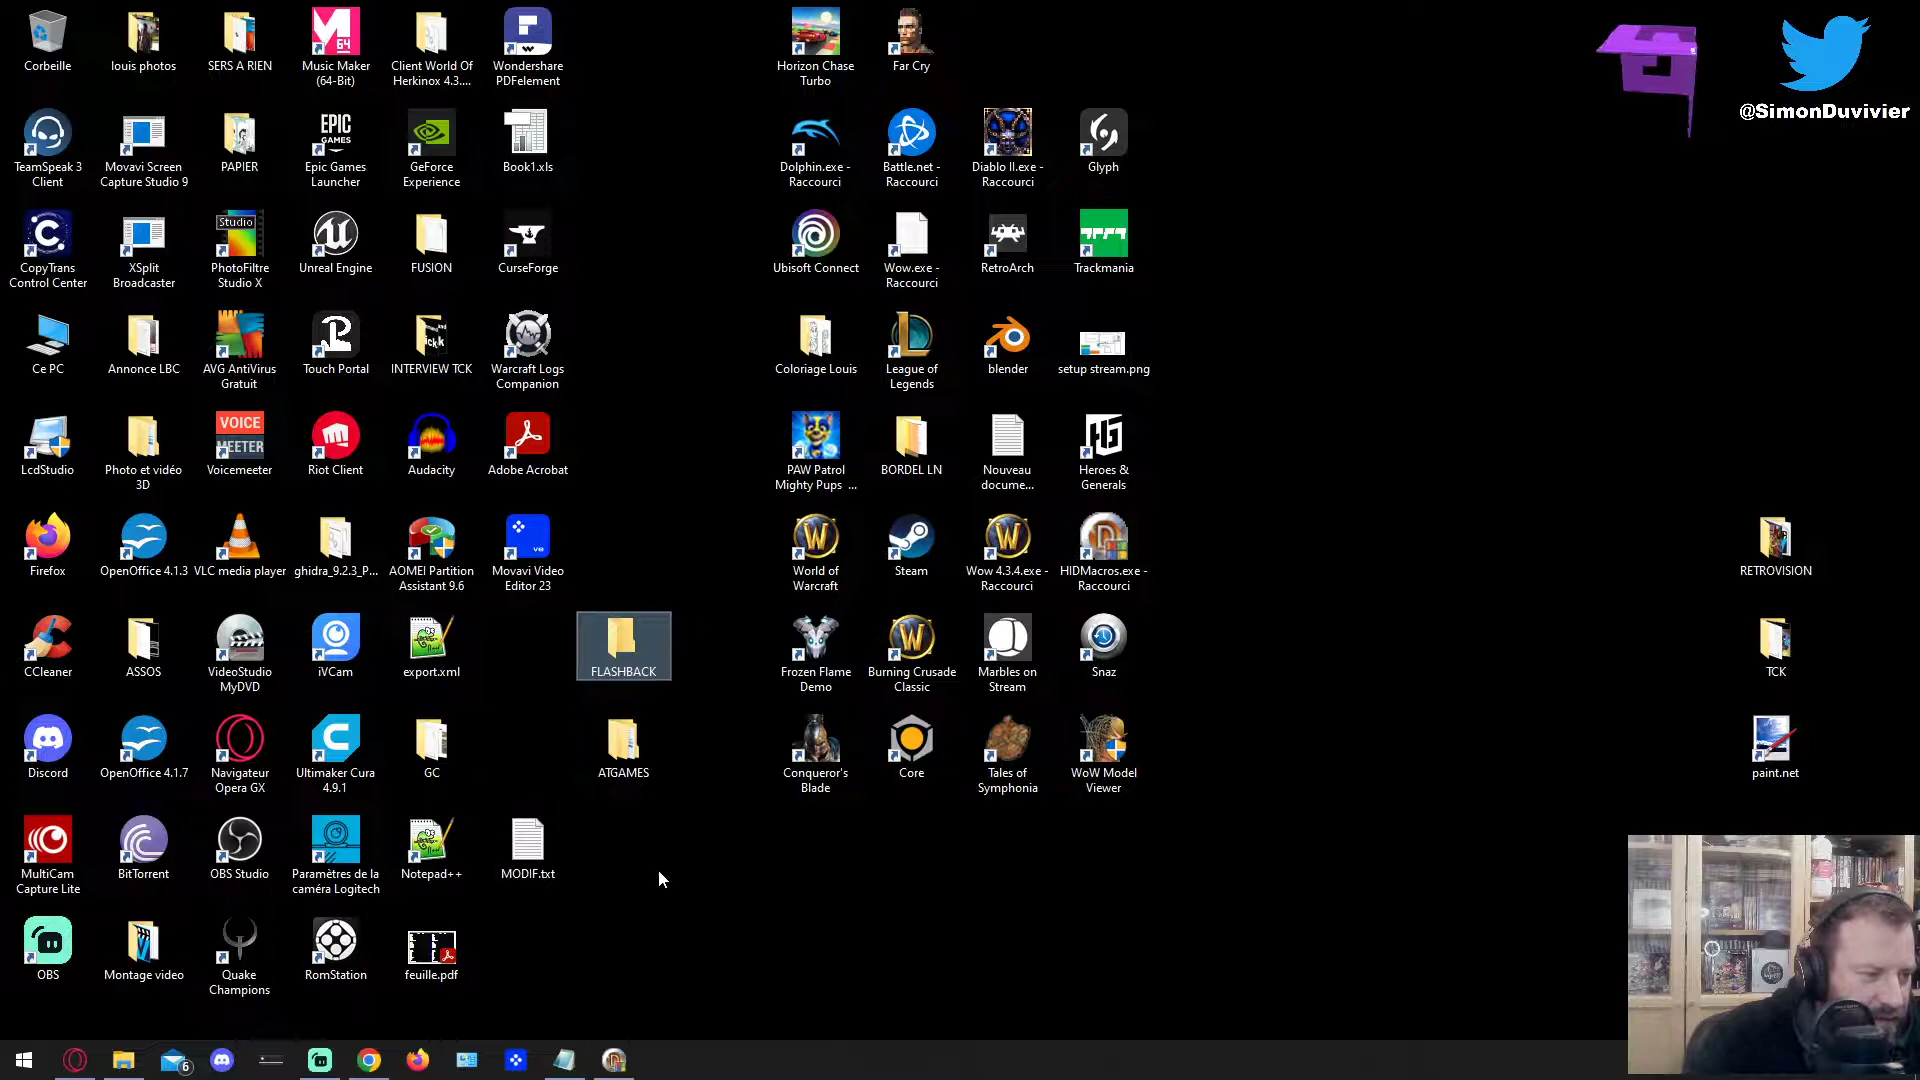 Corbeille
louis photos
SERS A RIEN
Music Maker
(64-Bit)
Client World Of
Herkinox 4.3....
Wondershare
PDFelement
Horizon Chase
Turbo
Far Cry
@SimonDuvivier
TeamSpeak 3
Client
Movavi Screen
Capture Studio 9
PAPIER
EPIC
GAMES
Epic Games
Launcher
GeForce
Experience
Book1.xls
Dolphin.exe -
Raccourci
Battle.net -
Raccourci
Diablo II.exe -
Raccourci
Glyph
CopyTrans
Control Center
XSplit
Broadcaster
Studio
PhotoFiltre
Studio X
Unreal Engine
FUSION
CurseForge
Ubisoft Connect
Wow.exe -
Raccourci
RetroArch
Trackmania
Ce PC
Annonce LBC
AVG AntiVirus
Gratuit
Touch Portal
INTERVIEW TCK
Warcraft Logs
Companion
Coloriage Louis
League of
Legends
blender
setup stream.png
LcdStudio
Photo et vidéo
3D
VOICE
MEETER
Voicemeeter
Riot Client
Audacity
Adobe Acrobat
PAW Patrol
Mighty Pups ...
BORDEL LN
Nouveau
docume...
Heroes &
Generals
Firefox
OpenOffice 4.1.3
VLC media player
ghidra_9.2.3_P...
AOMEI Partition
Assistant 9.6
Movavi Video
Editor 23
World of
Warcraft
Steam
Wow 4.3.4.exe -
Raccourci
HIDMacros.exe -
Raccourci
RETROVISION
CCleaner
ASSOS
VideoStudio
MyDVD
iVCam
export.xml
FLASHBACK
Frozen Flame
Demo
Burning Crusade
Classic
Marbles on
Stream
Snaz
TCK
Discord
OpenOffice 4.1.7
Navigateur
Opera GX
Ultimaker Cura
4.9.1
GC
ATGAMES
Conqueror's
Blade
Core
Tales of
Symphonia
WoW Model
Viewer
paint.net
MultiCam
Capture Lite
BitTorrent
OBS Studio
Paramètres de la
caméra Logitech
Notepad++
MODIF.txt
OBS
Montage video
Quake
Champions
RomStation
feuille.pdf
6